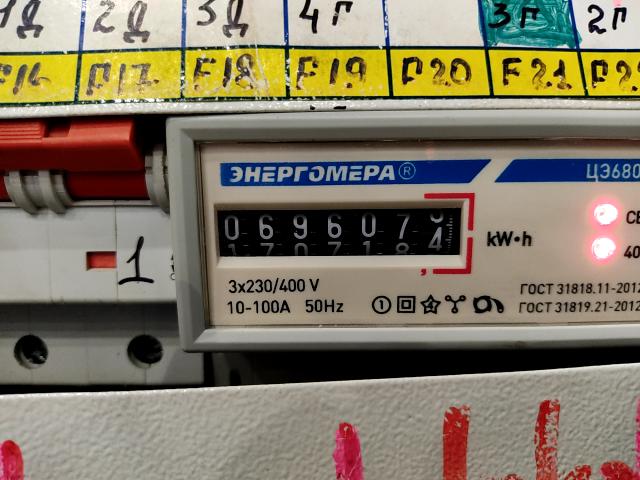 1Д 2Д 3Д 4Г 3Г 2Г
F16 F17 F18 F19 F20 F21 F22
ЭНЕРГОМЕРА®
ЦЭ680
069607
kW•h
1
3x230/400 V
10-100A 50Hz
ГОСТ 31818.11-2012
ГОСТ 31819.21-2012